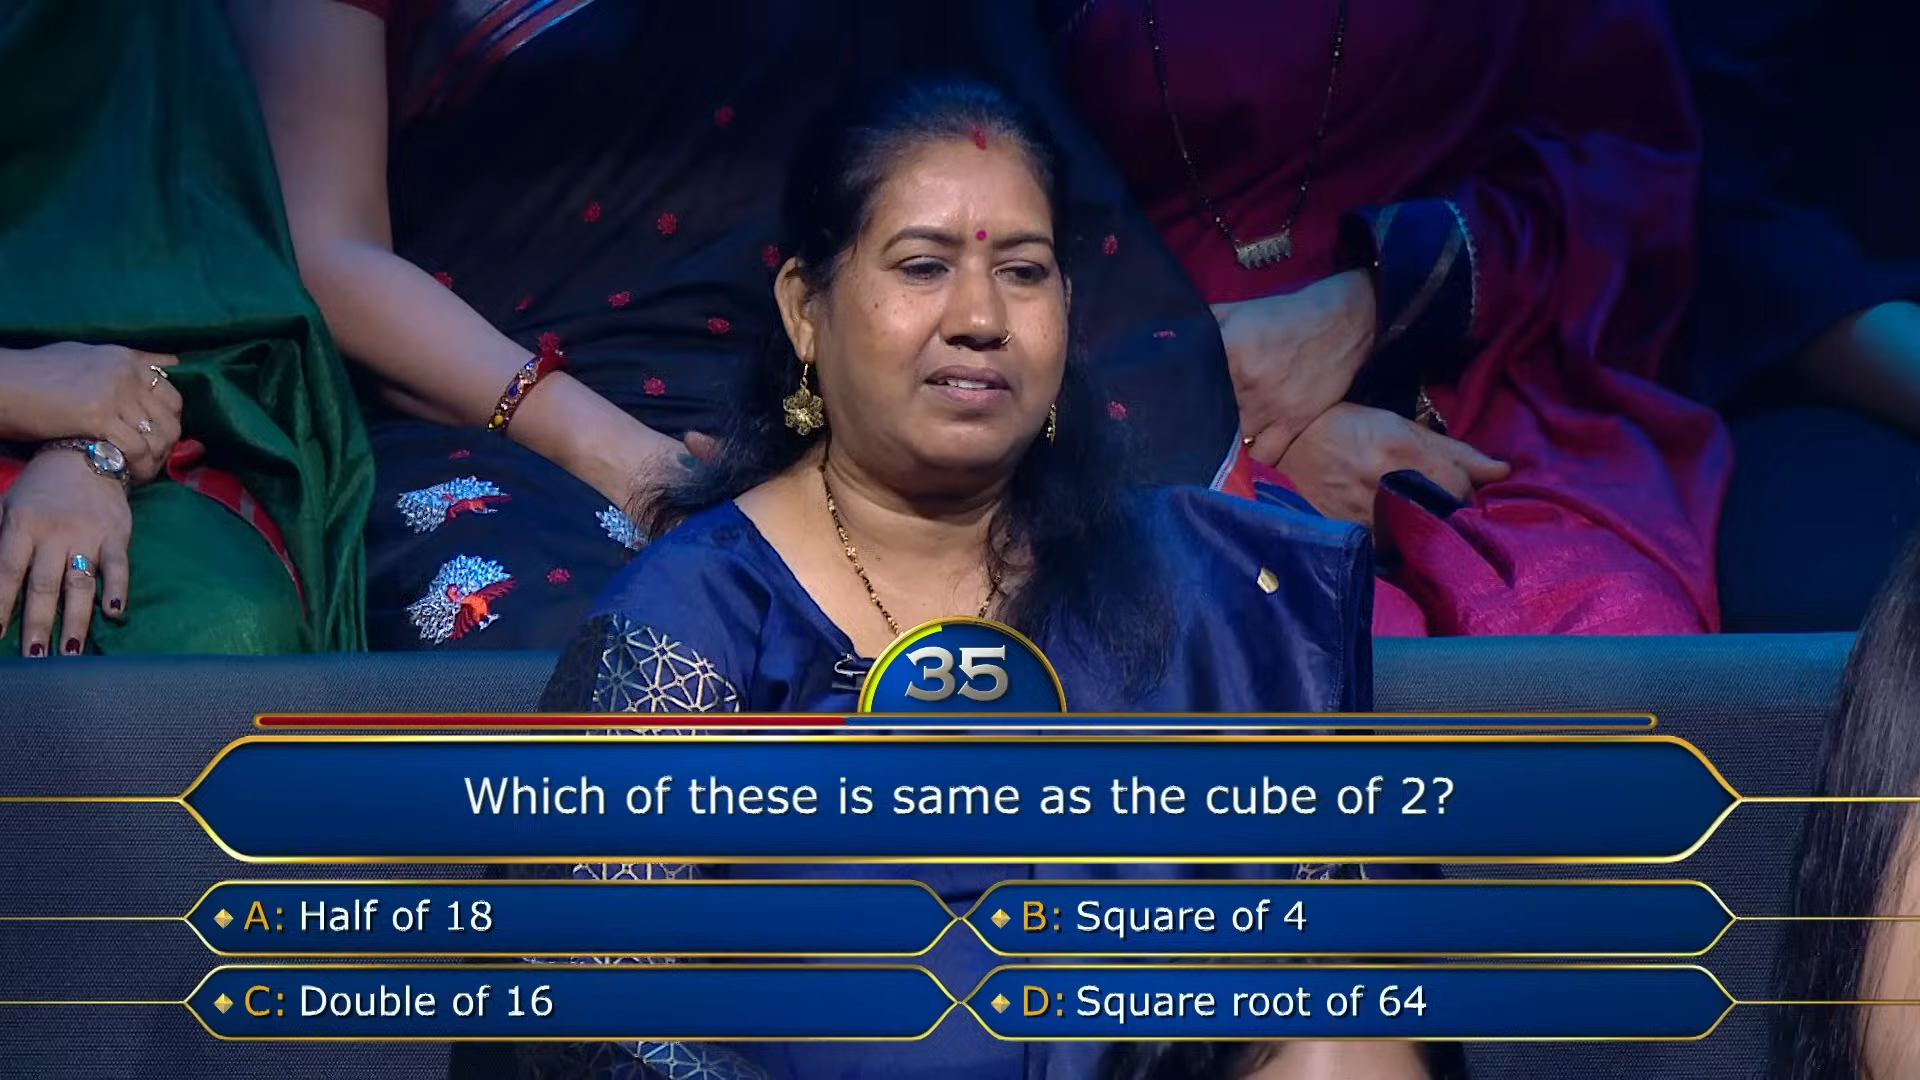 35
Which of these is same as the cube of 2?
A: Half of 18
B: Square of 4
C: Double of 16
D: Square root of 64